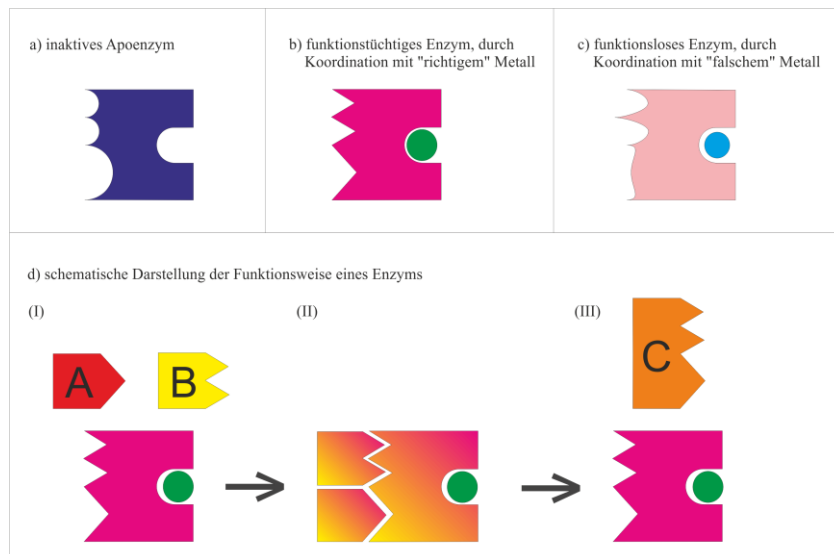 a) inaktives Apoenzym
b) funktionstüchtiges Enzym, durch
Koordination mit "richtigem" Metall
c) funktionsloses Enzym, durch
Koordination mit "falschem" Metall
d) schematische Darstellung der Funktionsweise eines Enzyms
(I)
(II)
(III)
A
B
C